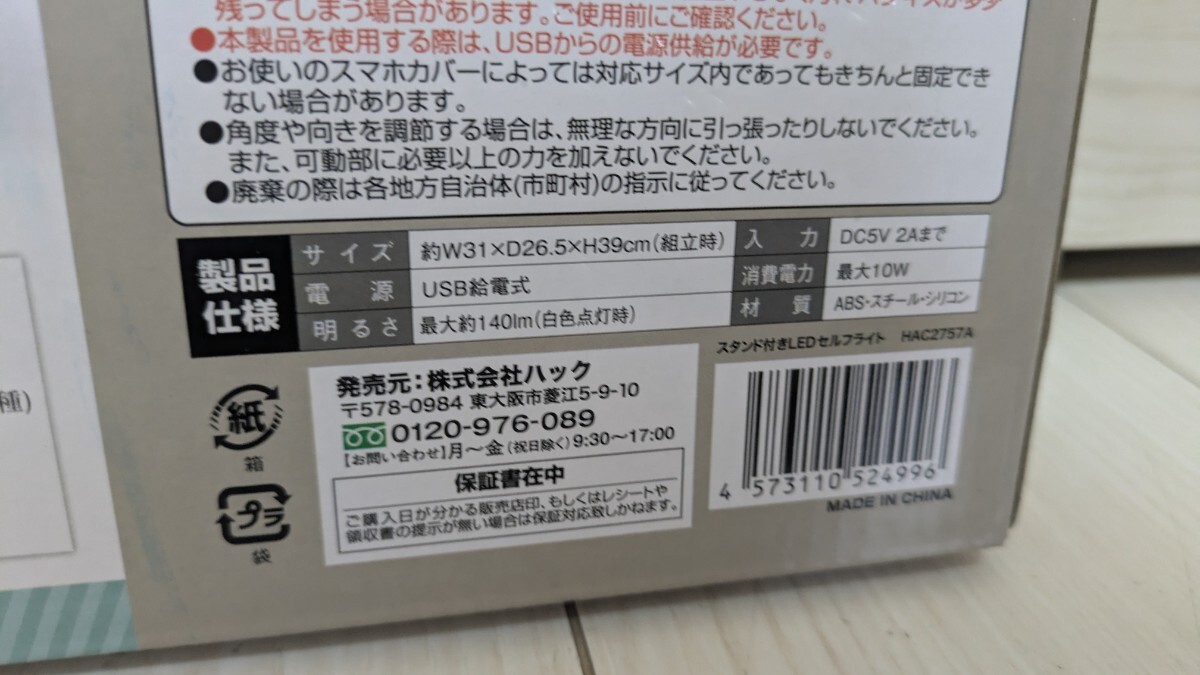 残ってしまう場合があります。ご使用前にご確認ください。
●本製品を使用する際は、USBからの電源供給が必要です。
●お使いのスマホカバーによっては対応サイズ内であってもきちんと固定でき
ない場合があります。
●角度や向きを調節する場合は、無理な方向に引っ張ったりしないでください。
また、可動部に必要以上の力を加えないでください。
●廃棄の際は各地方自治体(市町村)の指示に従ってください。
製品
仕様
サイズ 約W31×D26.5×H39cm(組立時)
電源 USB給電式
明るさ 最大約140lm(白色点灯時)
入力 DC5V 2Aまで
消費電力 最大10W
材質 ABS・スチール・シリコン
種)
紙
箱
プラ
袋
発売元:株式会社ハック
〒578-0984 東大阪市菱江5-9-10
0120-976-089
【お問い合わせ】月〜金(祝日除く)9:30〜17:00
保証書在中
ご購入日が分かる販売店印、もしくはレシートや
領収書の提示が無い場合は保証対応致しかねます。
スタンド付きLEDセルフライト HAC2757A
4 573110 524996
MADE IN CHINA